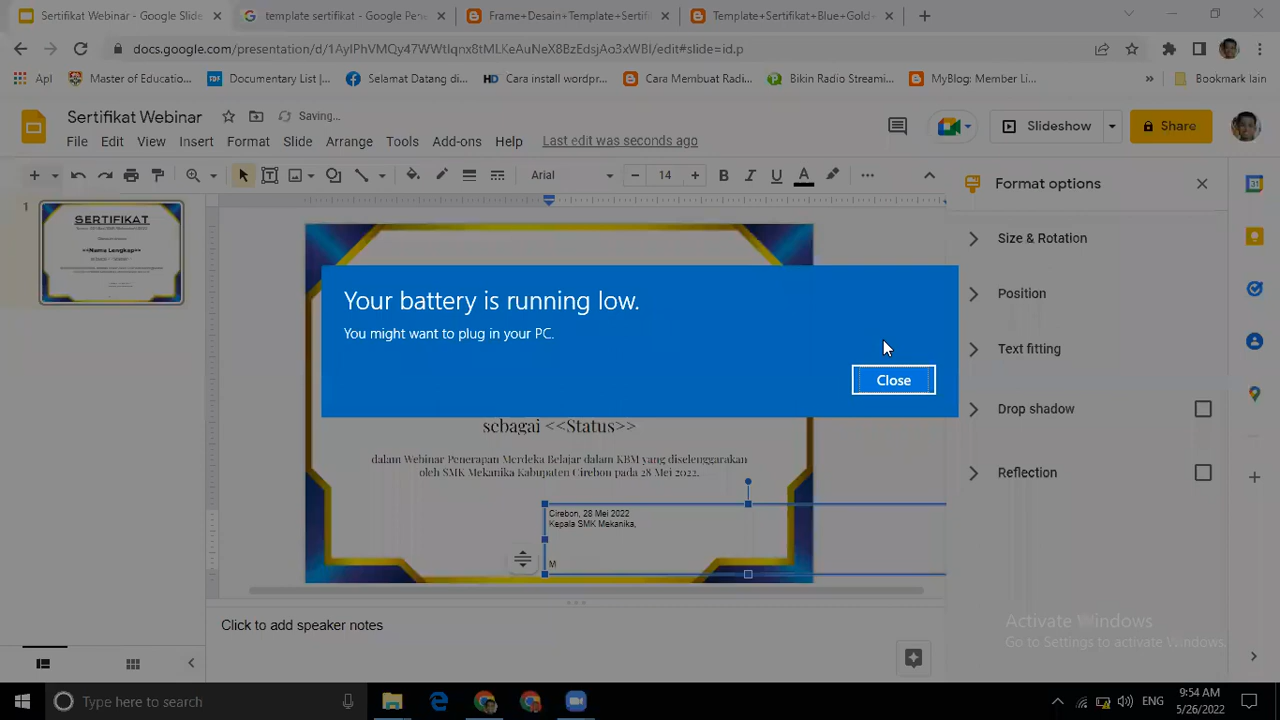 Sertifikat Webinar - Google Slide
template sertifikat - Google Pene
Frame+Desain+Template+Sertif
Template+Sertifikat+Blue+Gold
docs.google.com/presentation/d/1AyIPhVMQy47WWtIqnx8tMLKeAuNeX8BzEdsjAo3xWBI/edit#slide=id.p
Apl
Master of Educatio...
Documentary List |...
Selamat Datang di...
Cara install wordpr...
Cara Membuat Radi...
Bikin Radio Streami...
MyBlog: Member Li...
»
Bookmark lain
Sertifikat Webinar
Saving...
File Edit View Insert Format Slide Arrange Tools Add-ons Help
Last edit was seconds ago
Slideshow
Share
Arial
14
Format options
1
SERTIFIKAT
<<Nama Lengkap>>
Size & Rotation
Your battery is running low.
You might want to plug in your PC.
Close
Position
Text fitting
Drop shadow
Reflection
sebagai <<Status>>
dalam Webinar Penerapan Merdeka Belajar dalam KBM yang diselenggarakan
oleh SMK Mekanika Kabupaten Cirebon pada 28 Mei 2022.
Cirebon, 28 Mei 2022
Kepala SMK Mekanika,
M
Click to add speaker notes
Activate Windows
Go to Settings to activate Windows.
Type here to search
ENG
9:54 AM
5/26/2022